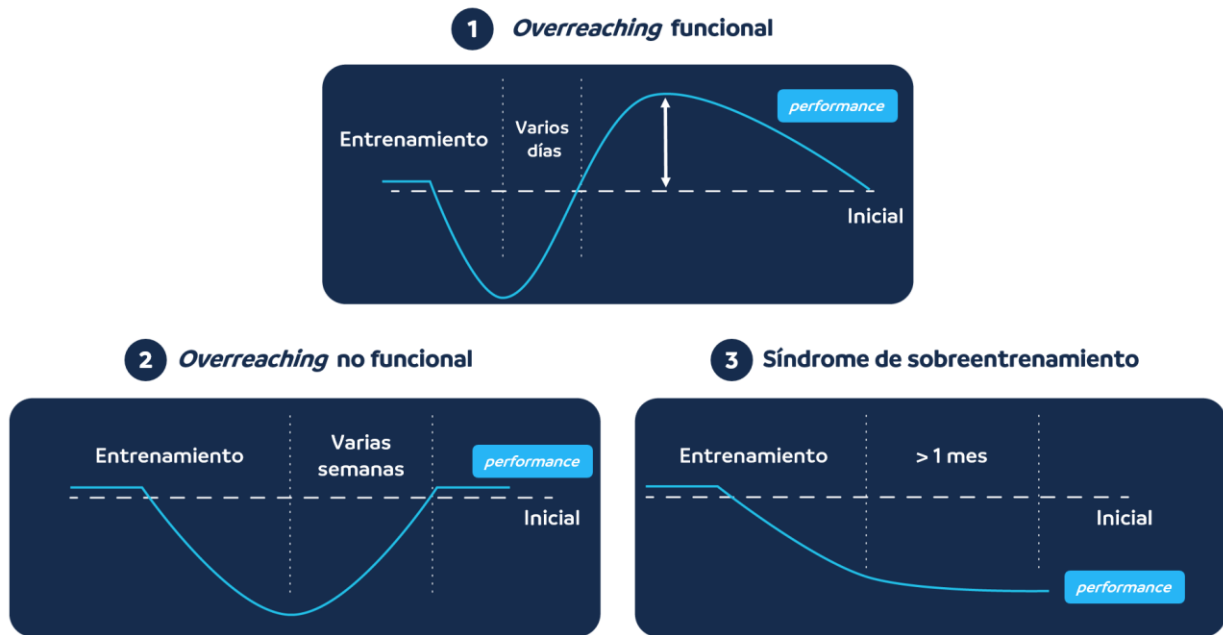 1 Overreaching funcional
performance
Entrenamiento
Varios
días
Inicial
2 Overreaching no funcional
Entrenamiento
Varias
semanas
performance
Inicial
3 Síndrome de sobreentrenamiento
Entrenamiento
> 1 mes
Inicial
performance